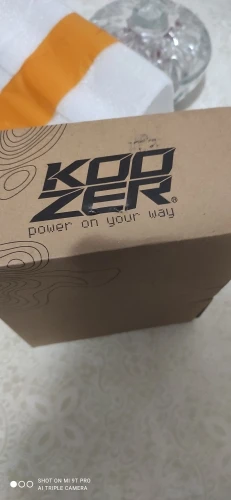 KOO
ZER®
power on your way
SHOT ON MI 9T PRO
AI TRIPLE CAMERA